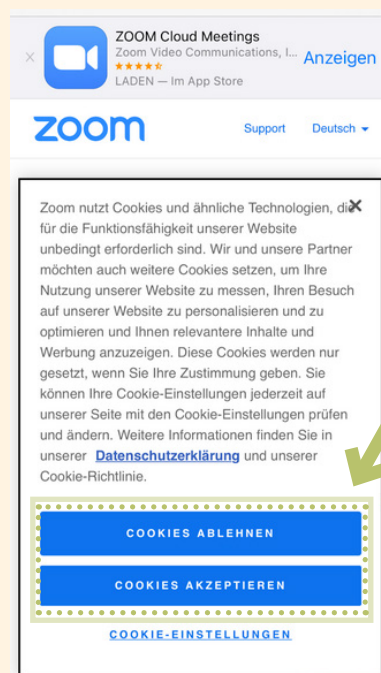 ZOOM Cloud Meetings
Zoom Video Communications, I...
Anzeigen
LADEN — Im App Store
zoom
Support Deutsch
Zoom nutzt Cookies und ähnliche Technologien, die
für die Funktionsfähigkeit unserer Website
unbedingt erforderlich sind. Wir und unsere Partner
möchten auch weitere Cookies setzen, um Ihre
Nutzung unserer Website zu messen, Ihren Besuch
auf unserer Website zu personalisieren und zu
optimieren und Ihnen relevantere Inhalte und
Werbung anzuzeigen. Diese Cookies werden nur
gesetzt, wenn Sie Ihre Zustimmung geben. Sie
können Ihre Cookie-Einstellungen jederzeit auf
unserer Seite mit den Cookie-Einstellungen prüfen
und ändern. Weitere Informationen finden Sie in
unserer Datenschutzerklärung und unserer
Cookie-Richtlinie.
COOKIES ABLEHNEN
COOKIES AKZEPTIEREN
COOKIE-EINSTELLUNGEN